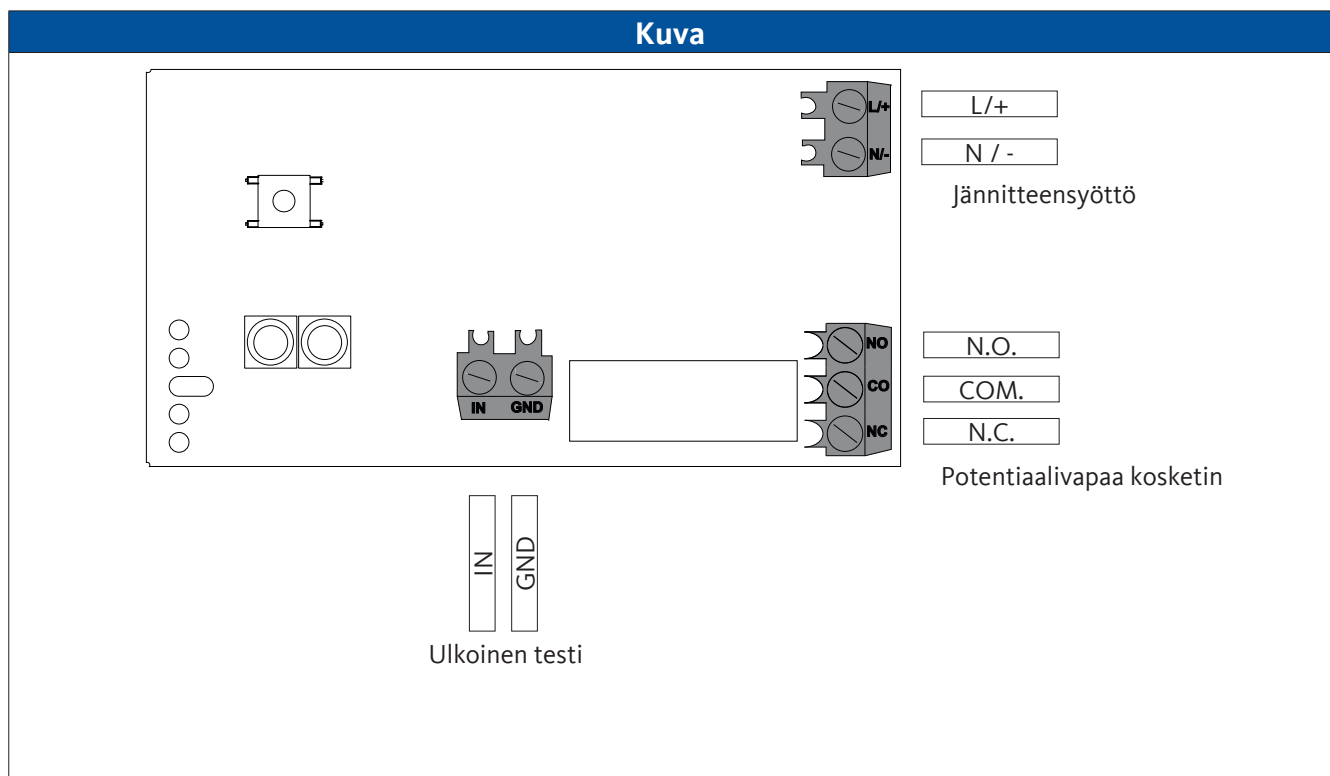 Kuva
L/+
L/+
N/-
N / -
Jännitteensyöttö
NO
N.O.
CO
COM.
NC
N.C.
IN GND
Potentiaalivapaa kosketin
IN
GND
Ulkoinen testi